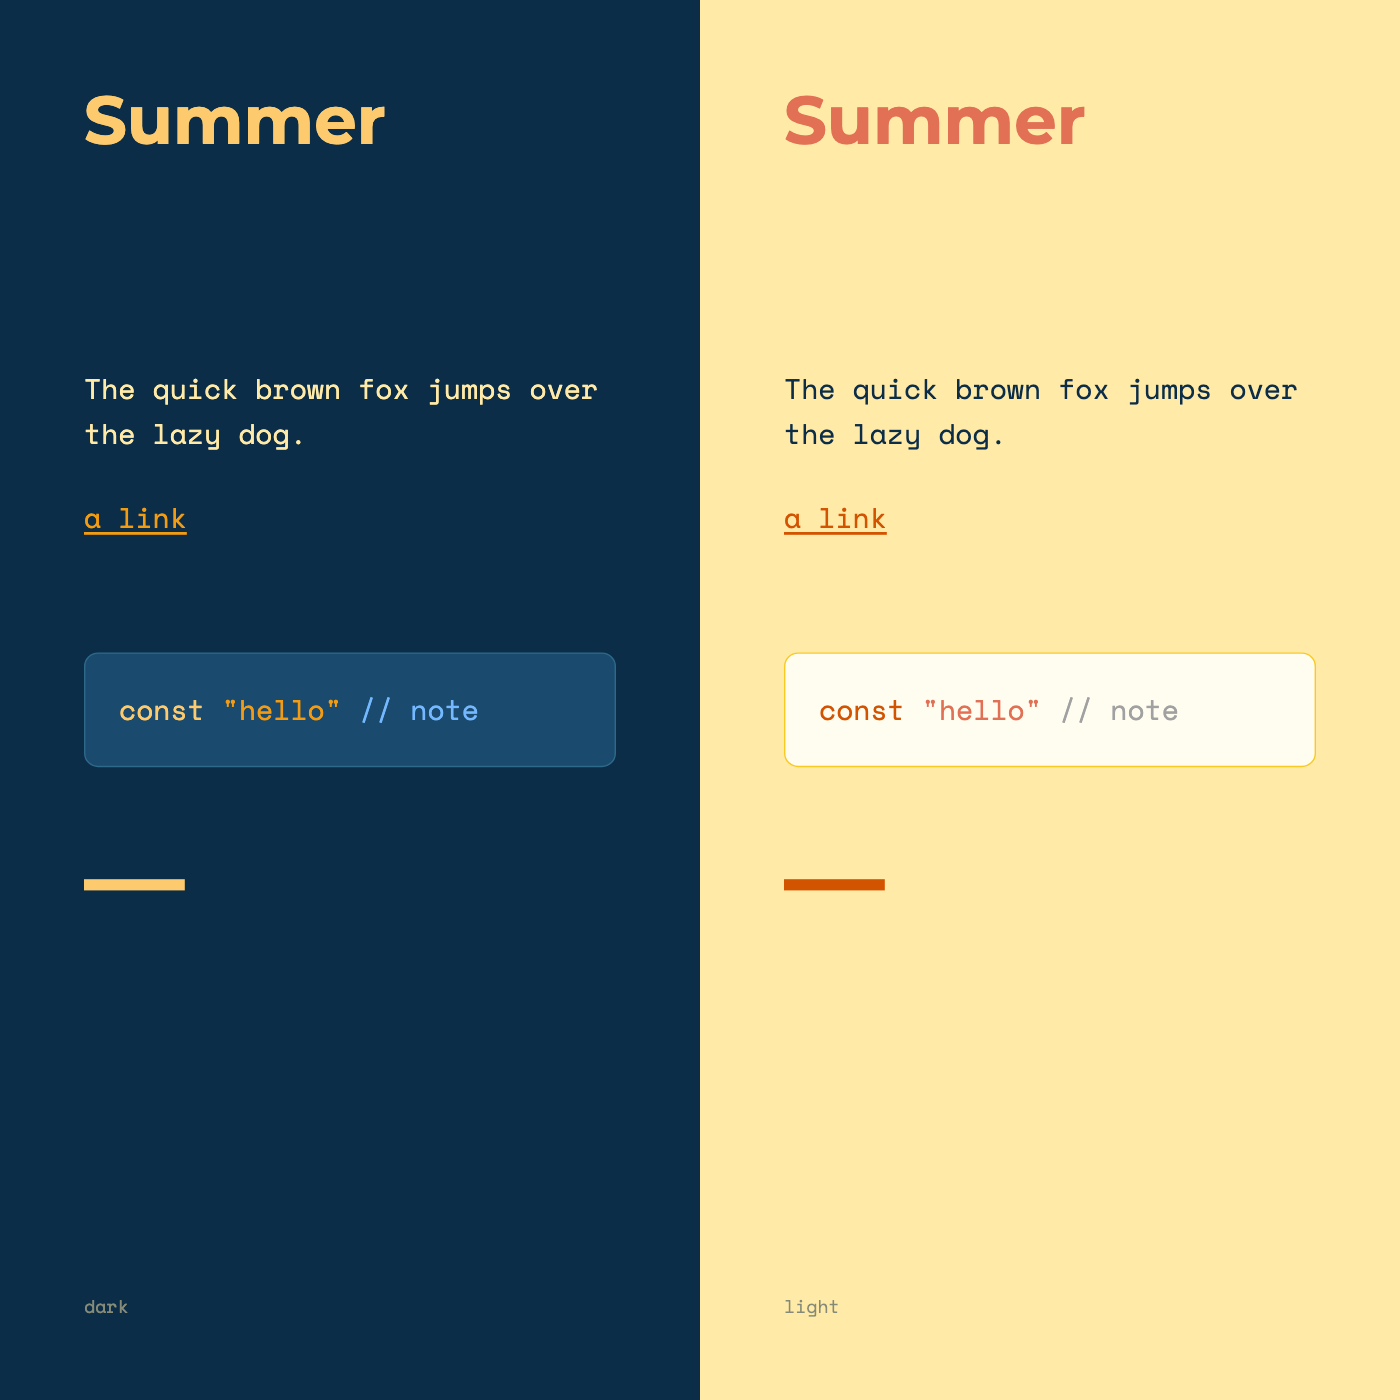 Summer
The quick brown fox jumps over
the lazy dog.
a link
const "hello" // note
dark
Summer
The quick brown fox jumps over
the lazy dog.
a link
const "hello" // note
light